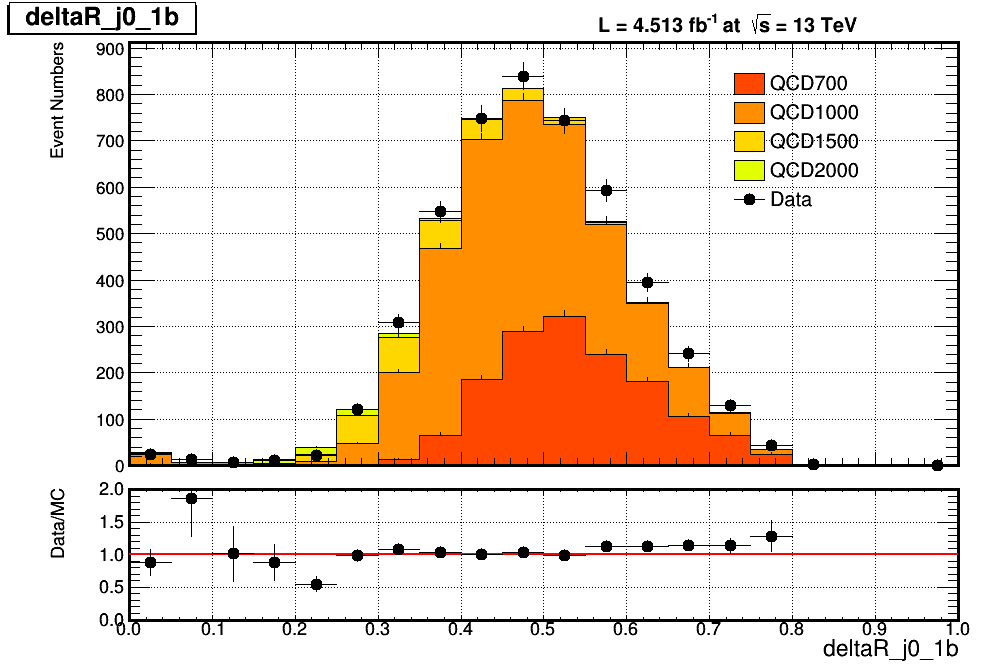 deltaR_j0_1b
L = 4.513 fb-1 at √s = 13 TeV
Event Numbers
900
800
700
600
500
400
300
200
100
0
QCD700
QCD1000
QCD1500
QCD2000
Data
Data/MC
2.0
1.5
1.0
0.5
0.0
0.0 0.1 0.2 0.3 0.4 0.5 0.6 0.7 0.8 0.9 1.0
deltaR_j0_1b